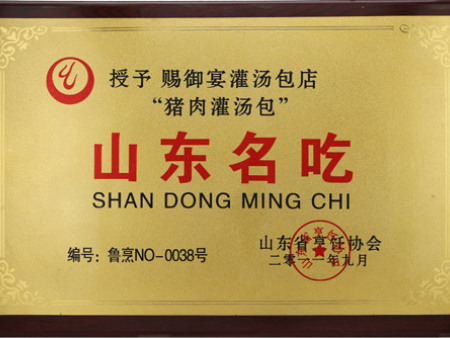 授予 赐御宴灌汤包店
“猪肉灌汤包”
山东名吃
SHAN DONG MING CHI
编号：鲁烹NO-0038号
山东省烹饪协会
二零一一年九月